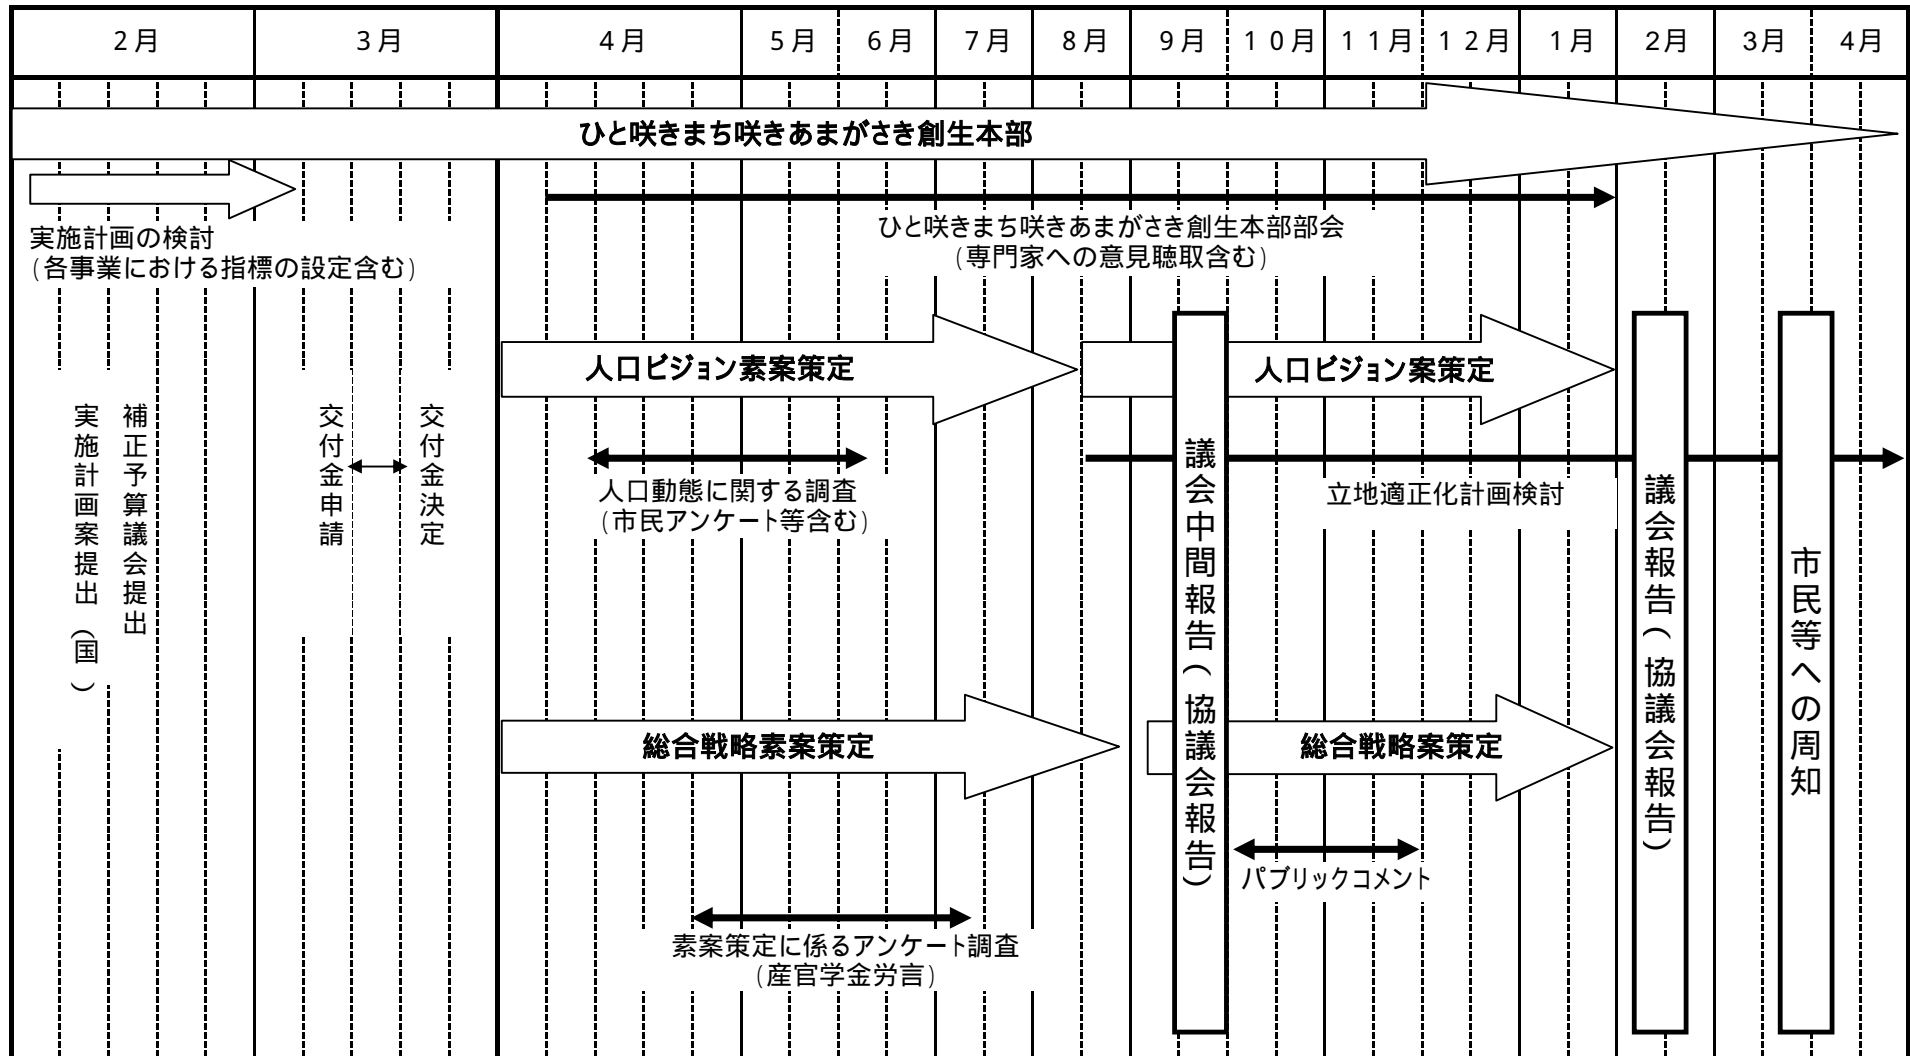 ２月 ３月 ４月 ５月 ６月 ７月 ８月 ９月 １０月 １１月 １２月 １月 2月 3月 4月
ひと咲きまち咲きあまがさき創生本部
実施計画の検討
(各事業における指標の設定含む)
ひと咲きまち咲きあまがさき創生本部部会
(専門家への意見聴取含む)
人口ビジョン素案策定
人口ビジョン案策定
実施計画案提出（国）
補正予算議会提出
交付金申請
交付金決定
人口動態に関する調査
(市民アンケート等含む)
立地適正化計画検討
議会中間報告（協議会報告）
議会報告（協議会報告）
市民等への周知
総合戦略素案策定
総合戦略案策定
パブリックコメント
素案策定に係るアンケート調査
(産官学金労言)